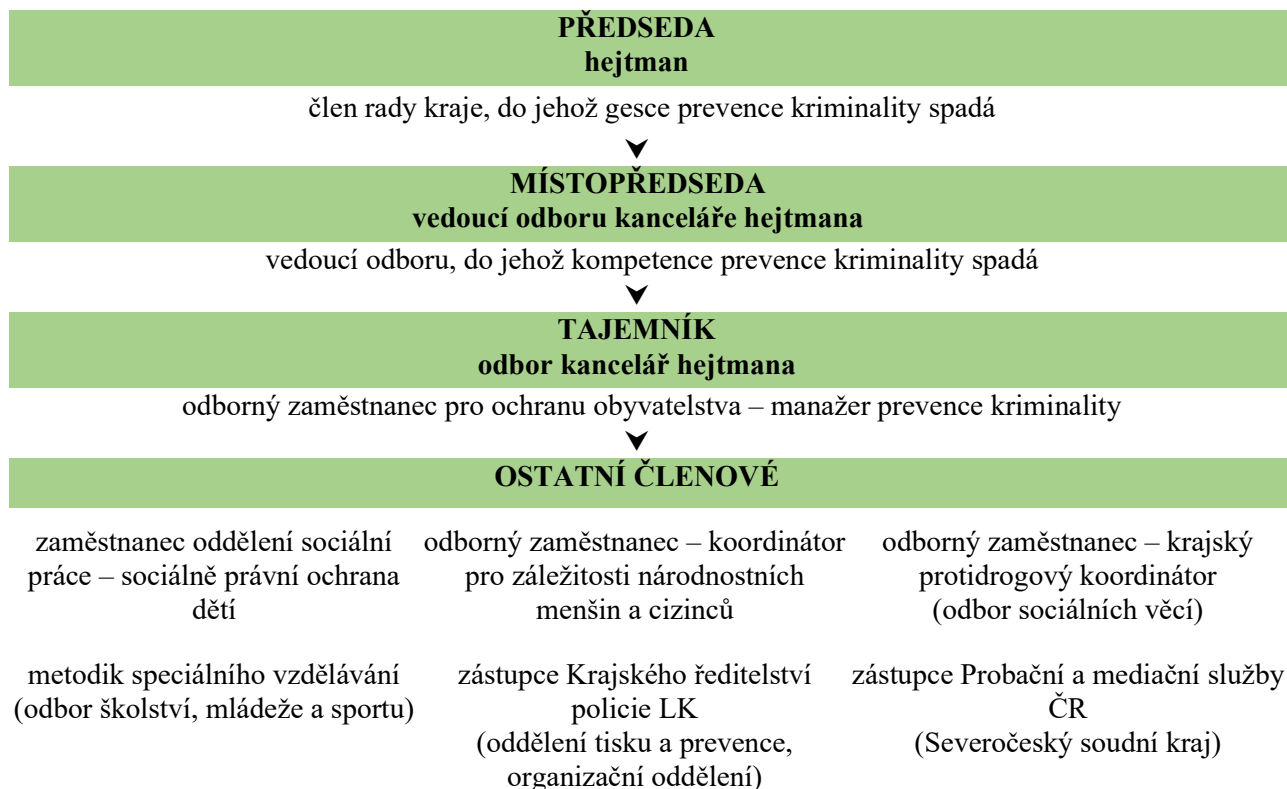 PŘEDSEDA
hejtman
člen rady kraje, do jehož gesce prevence kriminality spadá
MÍSTOPŘEDSEDA
vedoucí odboru kanceláře hejtmana
vedoucí odboru, do jehož kompetence prevence kriminality spadá
TAJEMNÍK
odbor kancelář hejtmana
odborný zaměstnanec pro ochranu obyvatelstva – manažer prevence kriminality
OSTATNÍ ČLENOVÉ
zaměstnanec oddělení sociální
práce – sociálně právní ochrana
dětí
odborný zaměstnanec – koordinátor
pro záležitosti národnostních
menšin a cizinců
odborný zaměstnanec – krajský
protidrogový koordinátor
(odbor sociálních věcí)
metodik speciálního vzdělávání
(odbor školství, mládeže a sportu)
zástupce Krajského ředitelství
policie LK
(oddělení tisku a prevence,
organizační oddělení)
zástupce Probační a mediační služby
ČR
(Severočeský soudní kraj)